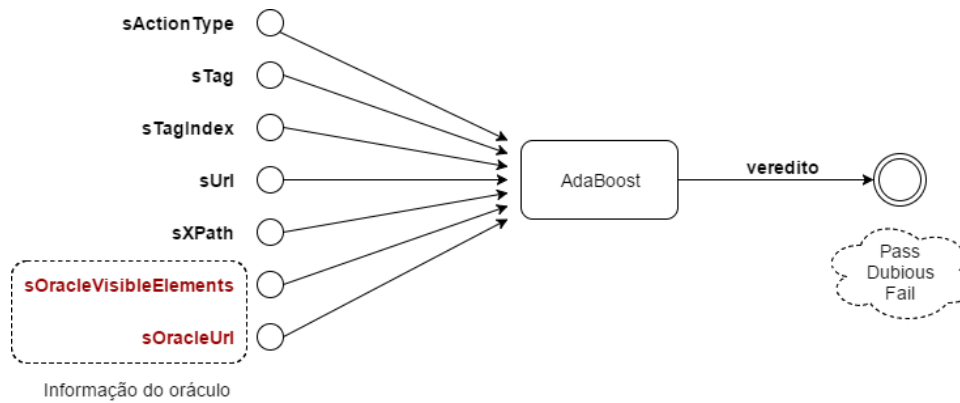 sActionType
sTag
sTagIndex
sUrl
sXPath
sOracleVisibleElements
sOracleUrl
Informação do oráculo
AdaBoost
veredito
Pass
Dubious
Fail